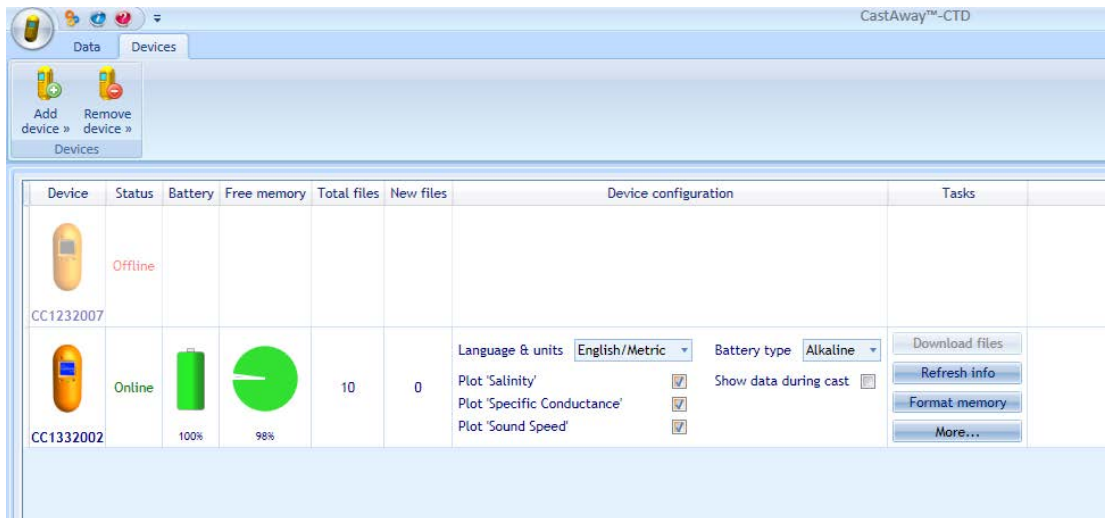 CastAway™-CTD
Data Devices
Add device » Remove device »
Devices
Device Status Battery Free memory Total files New files Device configuration Tasks
Offline
CC1232007
Online
CC1332002
100%
98%
10
0
Language & units English/Metric
Plot 'Salinity'
Plot 'Specific Conductance'
Plot 'Sound Speed'
Battery type Alkaline
Show data during cast
Download files
Refresh info
Format memory
More...